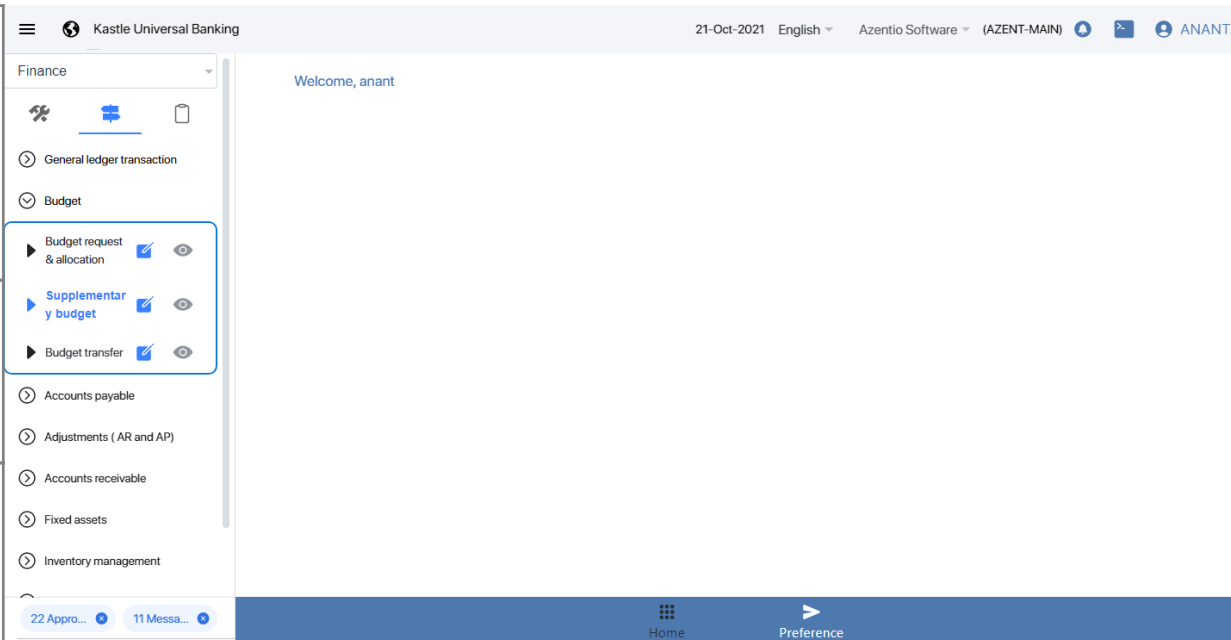 Kastle Universal Banking
21-Oct-2021 English Azentio Software (AZENT-MAIN) ANANT
Finance
Welcome, anant
General ledger transaction
Budget
Budget request
& allocation
Supplementar
y budget
Budget transfer
Accounts payable
Adjustments ( AR and AP)
Accounts receivable
Fixed assets
Inventory management
22 Appro... 11 Messa...
Home Preference